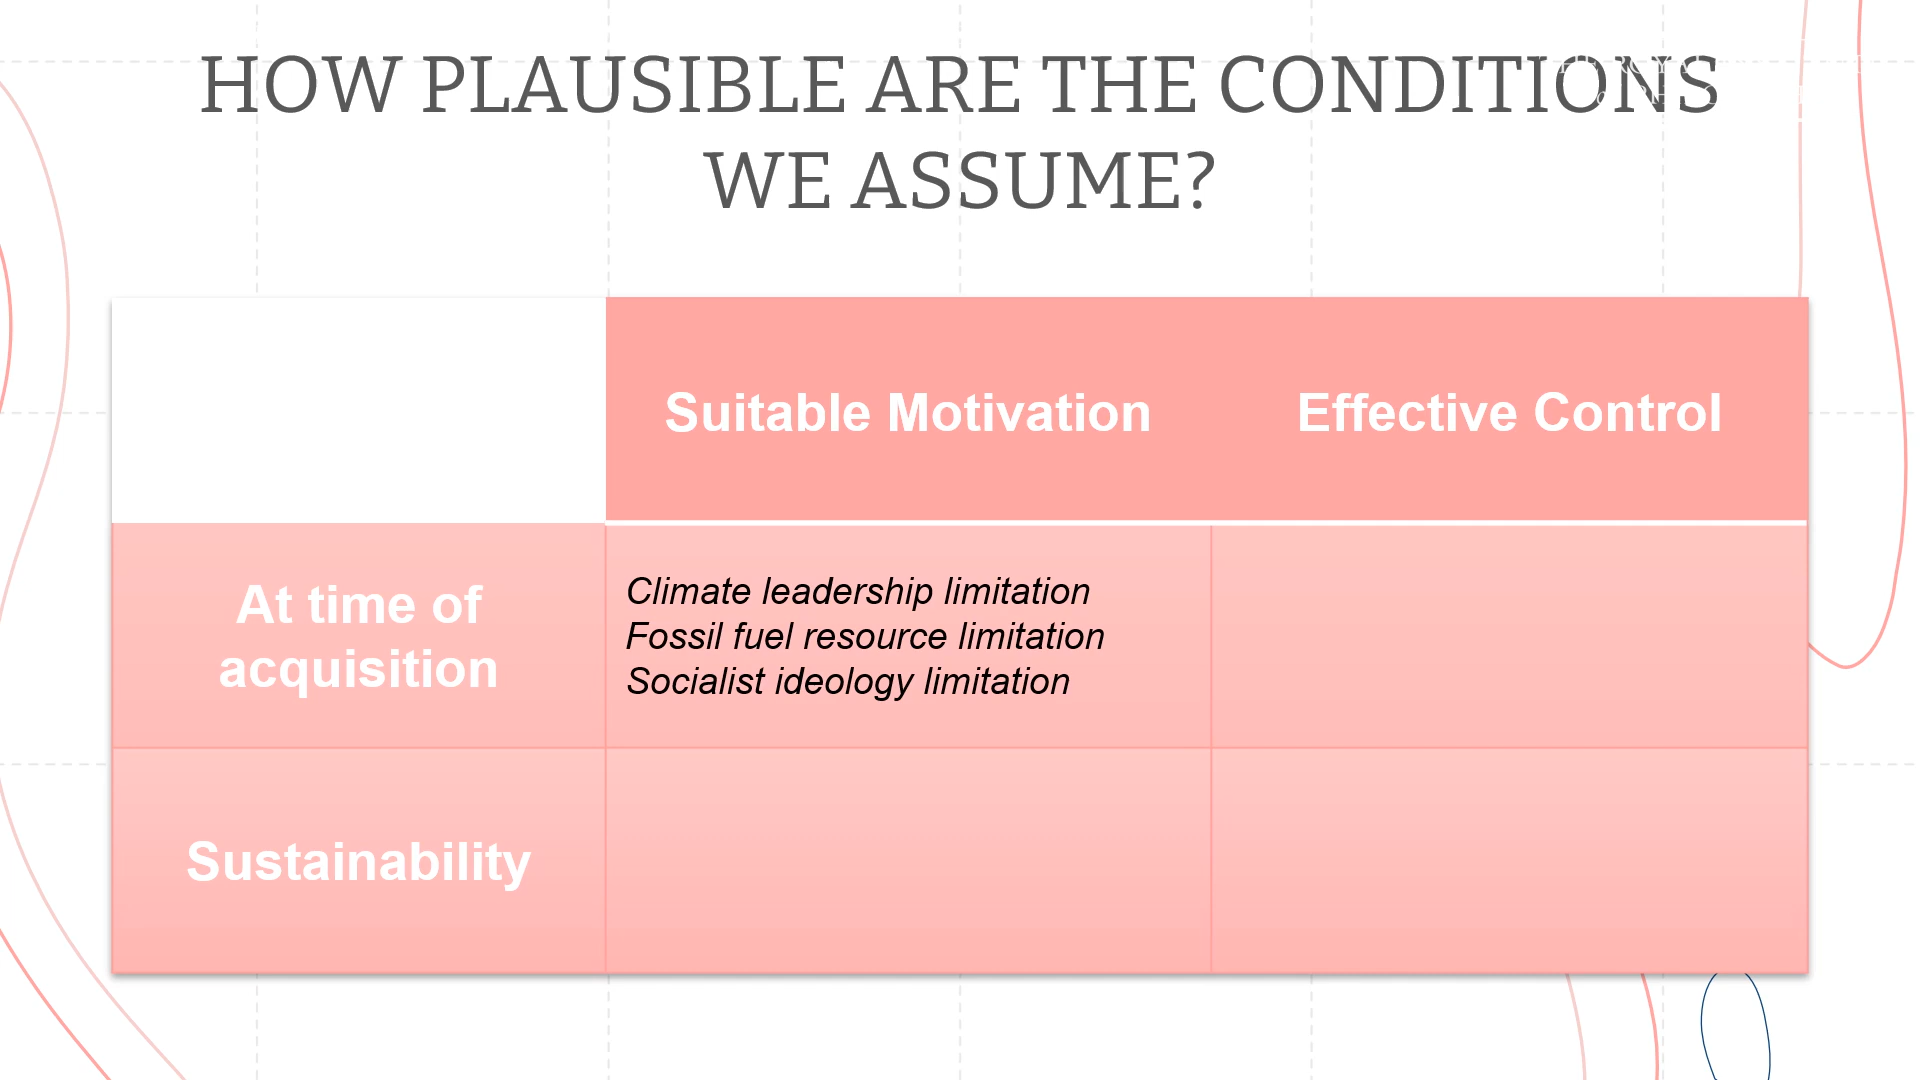 HOW PLAUSIBLE ARE THE CONDITIONS
WE ASSUME?
Suitable Motivation
Effective Control
At time of
acquisition
Climate leadership limitation
Fossil fuel resource limitation
Socialist ideology limitation
Sustainability